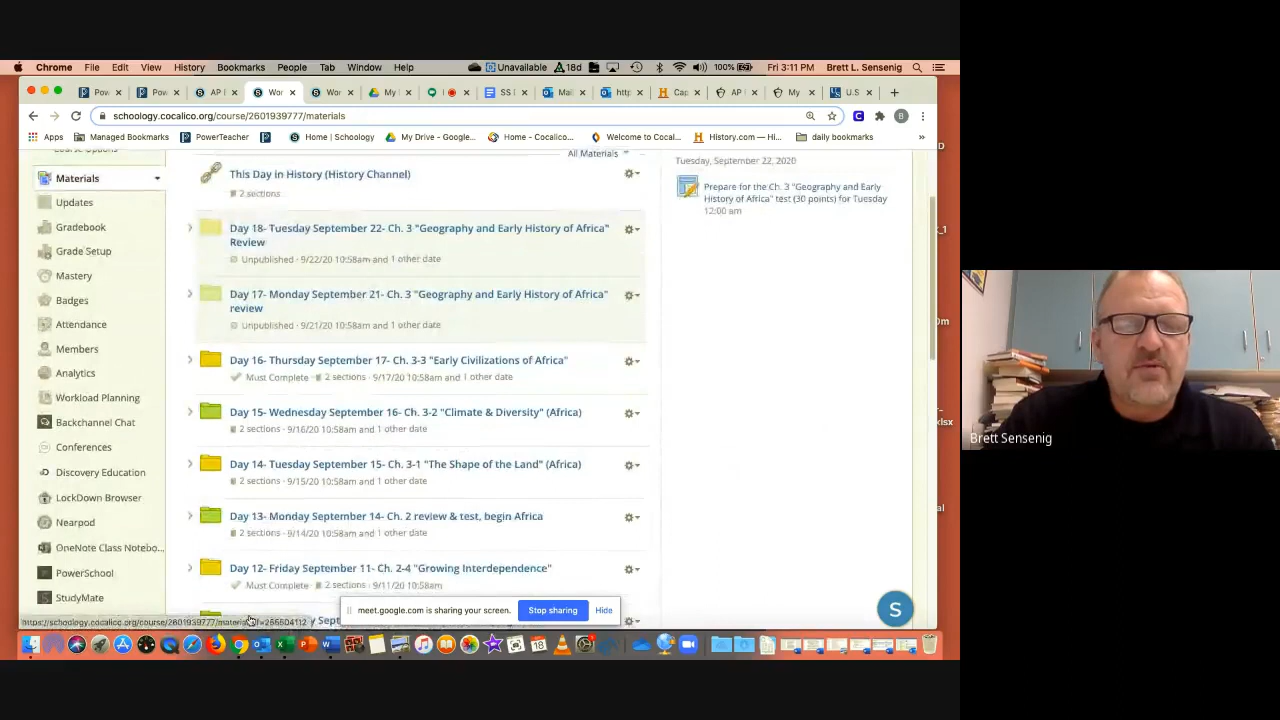 Chrome File Edit View History Bookmarks People Tab Window Help Unavailable 18d 100% Fri 3:11 PM Brett L. Sensenig
Pow Pow AP I Wor Wor My I SS I Mai http Cap AP I My U.S
schoology.cocalico.org/course/2601939777/materials
B
Apps Managed Bookmarks PowerTeacher Home | Schoology My Drive - Google... Home - Cocalico... Welcome to Cocal... History.com — Hi... daily bookmarks »
Course Options
Materials
Updates
Gradebook
Grade Setup
Mastery
Badges
Attendance
Members
Analytics
Workload Planning
Backchannel Chat
Conferences
Discovery Education
LockDown Browser
Nearpod
OneNote Class Notebo...
PowerSchool
StudyMate
All Materials
This Day in History (History Channel)
2 sections
Day 18- Tuesday September 22- Ch. 3 "Geography and Early History of Africa"
Review
Unpublished · 9/22/20 10:58am and 1 other date
Day 17- Monday September 21- Ch. 3 "Geography and Early History of Africa"
review
Unpublished · 9/21/20 10:58am and 1 other date
Day 16- Thursday September 17- Ch. 3-3 "Early Civilizations of Africa"
Must Complete · 2 sections · 9/17/20 10:58am and 1 other date
Day 15- Wednesday September 16- Ch. 3-2 "Climate & Diversity" (Africa)
2 sections · 9/16/20 10:58am and 1 other date
Day 14- Tuesday September 15- Ch. 3-1 "The Shape of the Land" (Africa)
2 sections · 9/15/20 10:58am and 1 other date
Day 13- Monday September 14- Ch. 2 review & test, begin Africa
2 sections · 9/14/20 10:58am and 1 other date
Day 12- Friday September 11- Ch. 2-4 "Growing Interdependence"
Must Complete · 2 sections · 9/11/20 10:58am
Tuesday, September 22, 2020
Prepare for the Ch. 3 "Geography and Early
History of Africa" test (30 points) for Tuesday
12:00 am
meet.google.com is sharing your screen. Stop sharing Hide
S
Brett Sensenig